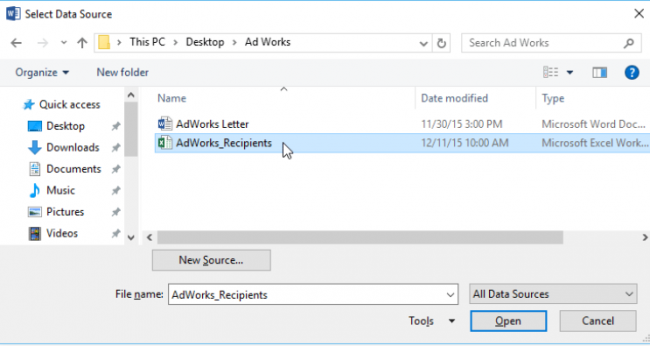 Select Data Source
This PC > Desktop > Ad Works
Search Ad Works
Organize
New folder
Name Date modified Type
Quick access
Desktop
Downloads
Documents
Music
Pictures
Videos
AdWorks Letter 11/30/15 3:00 PM Microsoft Word Doc...
AdWorks_Recipients 12/11/15 10:00 AM Microsoft Excel Work...
New Source...
File name: AdWorks_Recipients All Data Sources
Tools Open Cancel